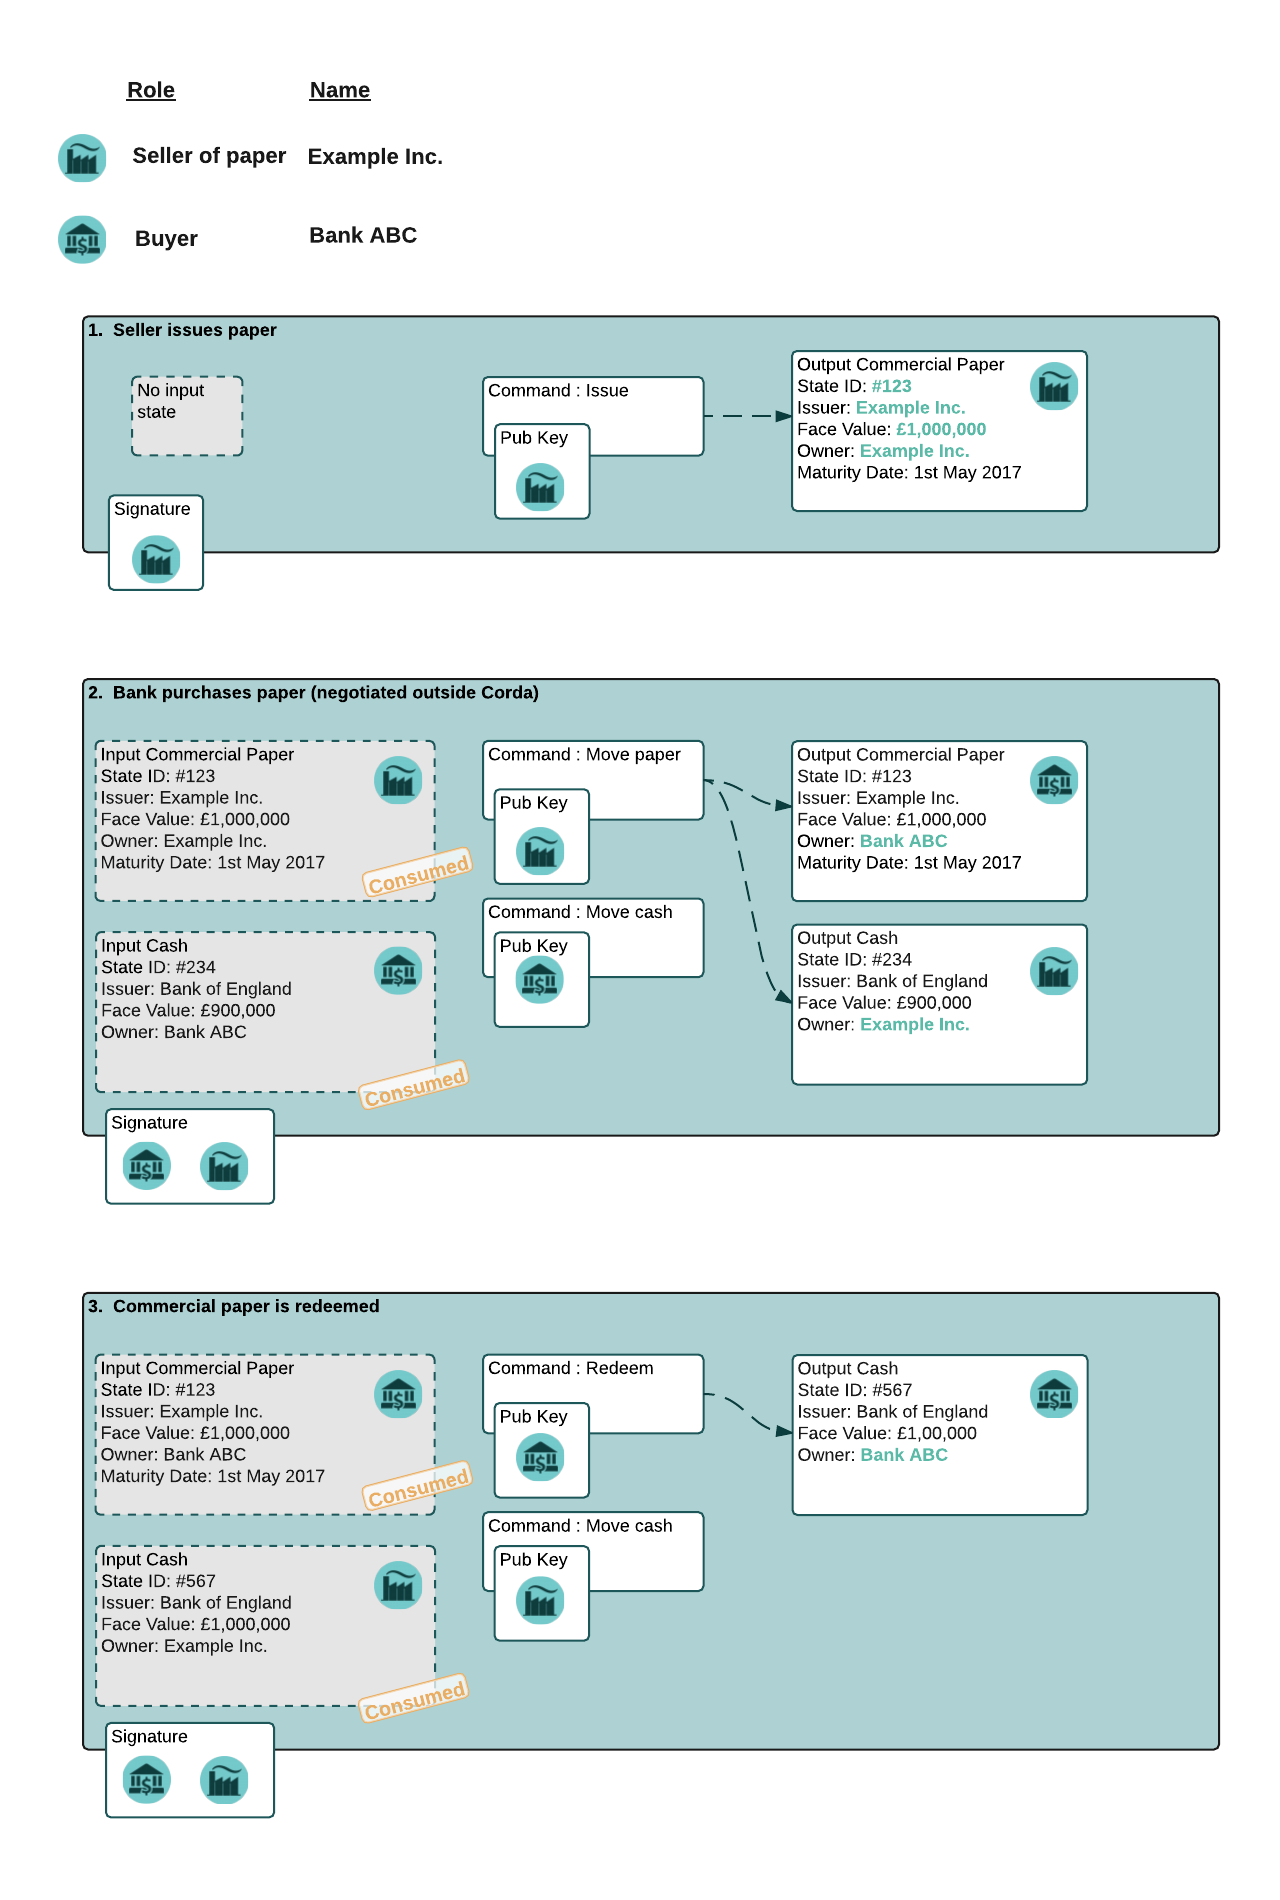 Role Name
Seller of paper Example Inc.
Buyer Bank ABC
1. Seller issues paper
No input
state
Signature
Command : Issue
Pub Key
Output Commercial Paper
State ID: #123
Issuer: Example Inc.
Face Value: £1,000,000
Owner: Example Inc.
Maturity Date: 1st May 2017
2. Bank purchases paper (negotiated outside Corda)
Input Commercial Paper
State ID: #123
Issuer: Example Inc.
Face Value: £1,000,000
Owner: Example Inc.
Maturity Date: 1st May 2017
Consumed
Input Cash
State ID: #234
Issuer: Bank of England
Face Value: £900,000
Owner: Bank ABC
Consumed
Signature
Command : Move paper
Pub Key
Command : Move cash
Pub Key
Output Commercial Paper
State ID: #123
Issuer: Example Inc.
Face Value: £1,000,000
Owner: Bank ABC
Maturity Date: 1st May 2017
Output Cash
State ID: #234
Issuer: Bank of England
Face Value: £900,000
Owner: Example Inc.
3. Commercial paper is redeemed
Input Commercial Paper
State ID: #123
Issuer: Example Inc.
Face Value: £1,000,000
Owner: Bank ABC
Maturity Date: 1st May 2017
Consumed
Input Cash
State ID: #567
Issuer: Bank of England
Face Value: £1,000,000
Owner: Example Inc.
Consumed
Signature
Command : Redeem
Pub Key
Command : Move cash
Pub Key
Output Cash
State ID: #567
Issuer: Bank of England
Face Value: £1,00,000
Owner: Bank ABC